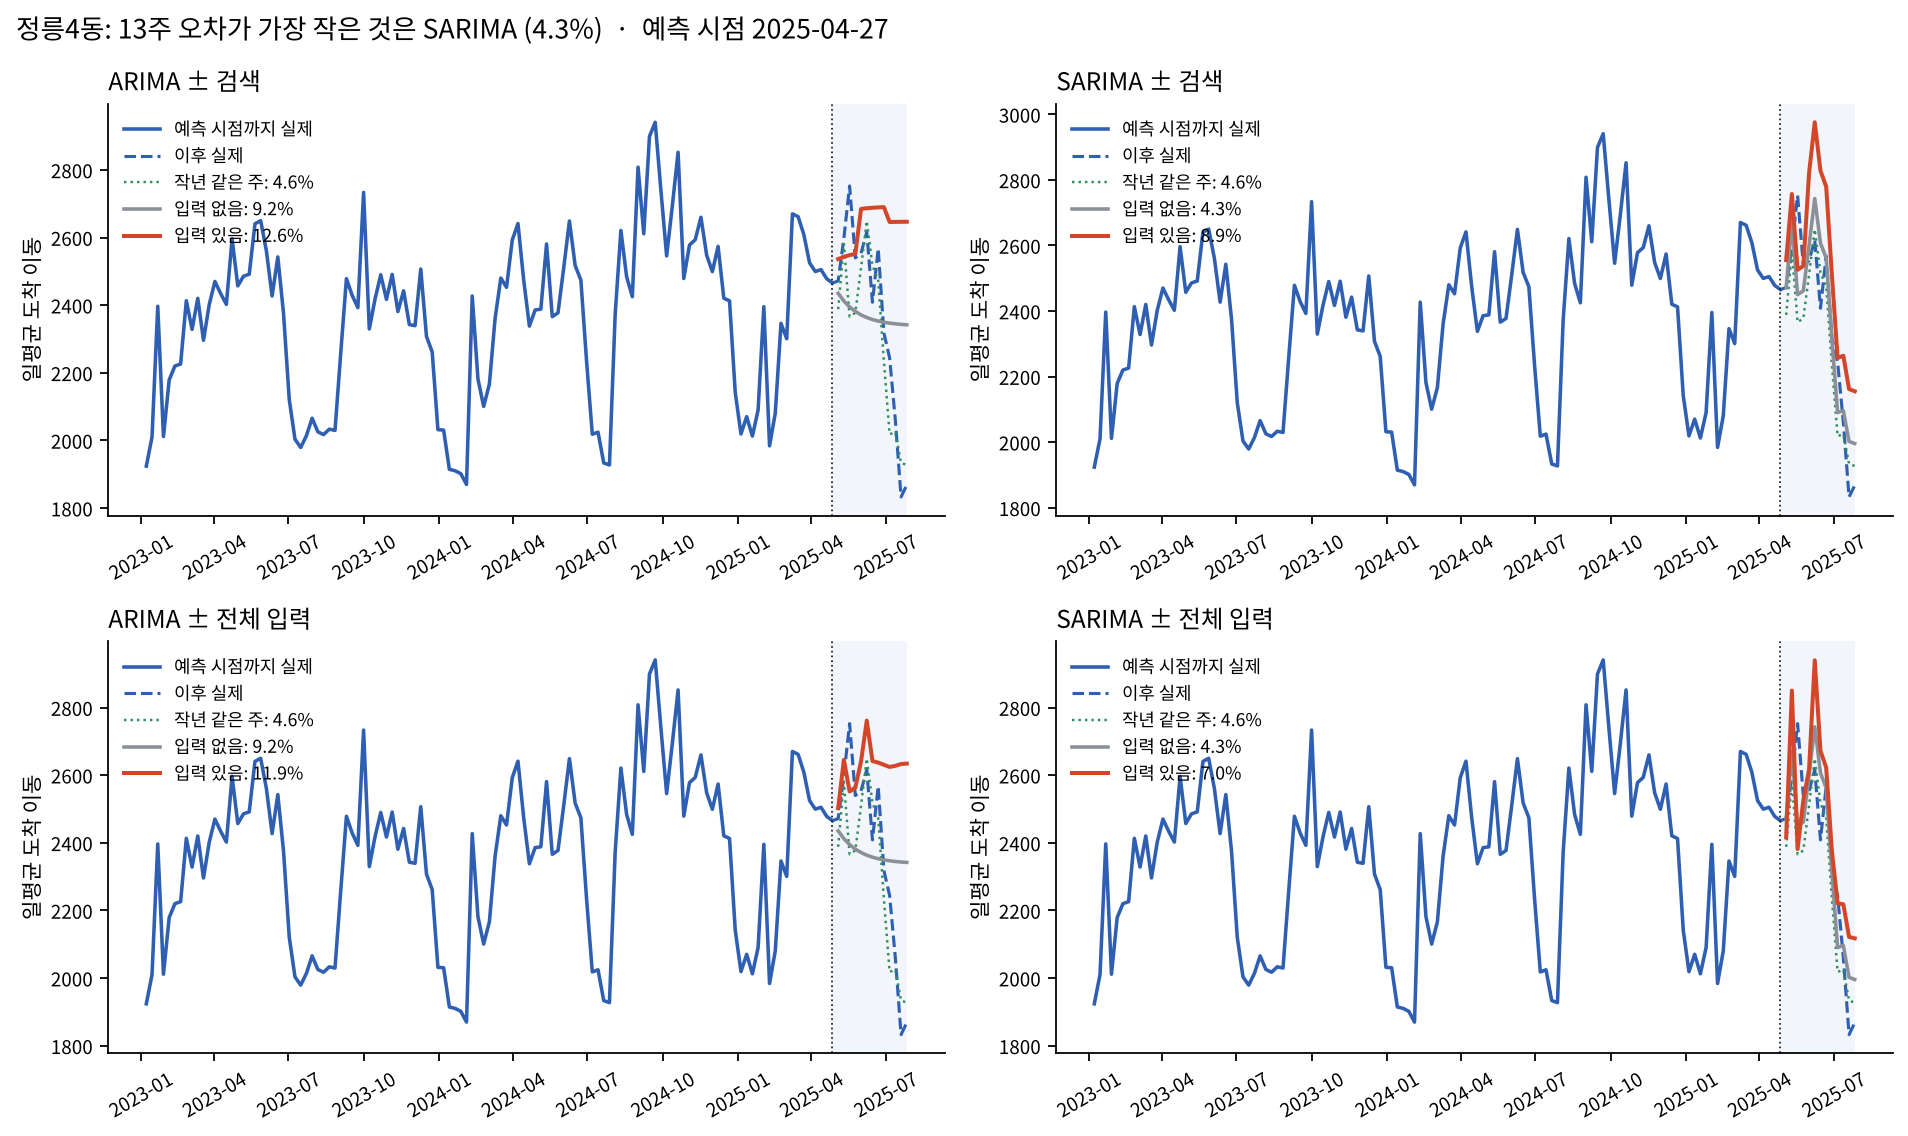 정릉4동: 13주 오차가 가장 작은 것은 SARIMA (4.3%) · 예측 시점 2025-04-27
ARIMA ± 검색
예측 시점까지 실제
이후 실제
작년 같은 주: 4.6%
입력 없음: 9.2%
입력 있음: 12.6%
일평균 도착 이동
2800
2600
2400
2200
2000
1800
2023-01 2023-04 2023-07 2023-10 2024-01 2024-04 2024-07 2024-10 2025-01 2025-04 2025-07
SARIMA ± 검색
예측 시점까지 실제
이후 실제
작년 같은 주: 4.6%
입력 없음: 4.3%
입력 있음: 8.9%
일평균 도착 이동
3000
2800
2600
2400
2200
2000
1800
2023-01 2023-04 2023-07 2023-10 2024-01 2024-04 2024-07 2024-10 2025-01 2025-04 2025-07
ARIMA ± 전체 입력
예측 시점까지 실제
이후 실제
작년 같은 주: 4.6%
입력 없음: 9.2%
입력 있음: 11.9%
일평균 도착 이동
2800
2600
2400
2200
2000
1800
2023-01 2023-04 2023-07 2023-10 2024-01 2024-04 2024-07 2024-10 2025-01 2025-04 2025-07
SARIMA ± 전체 입력
예측 시점까지 실제
이후 실제
작년 같은 주: 4.6%
입력 없음: 4.3%
입력 있음: 7.0%
일평균 도착 이동
2800
2600
2400
2200
2000
1800
2023-01 2023-04 2023-07 2023-10 2024-01 2024-04 2024-07 2024-10 2025-01 2025-04 2025-07